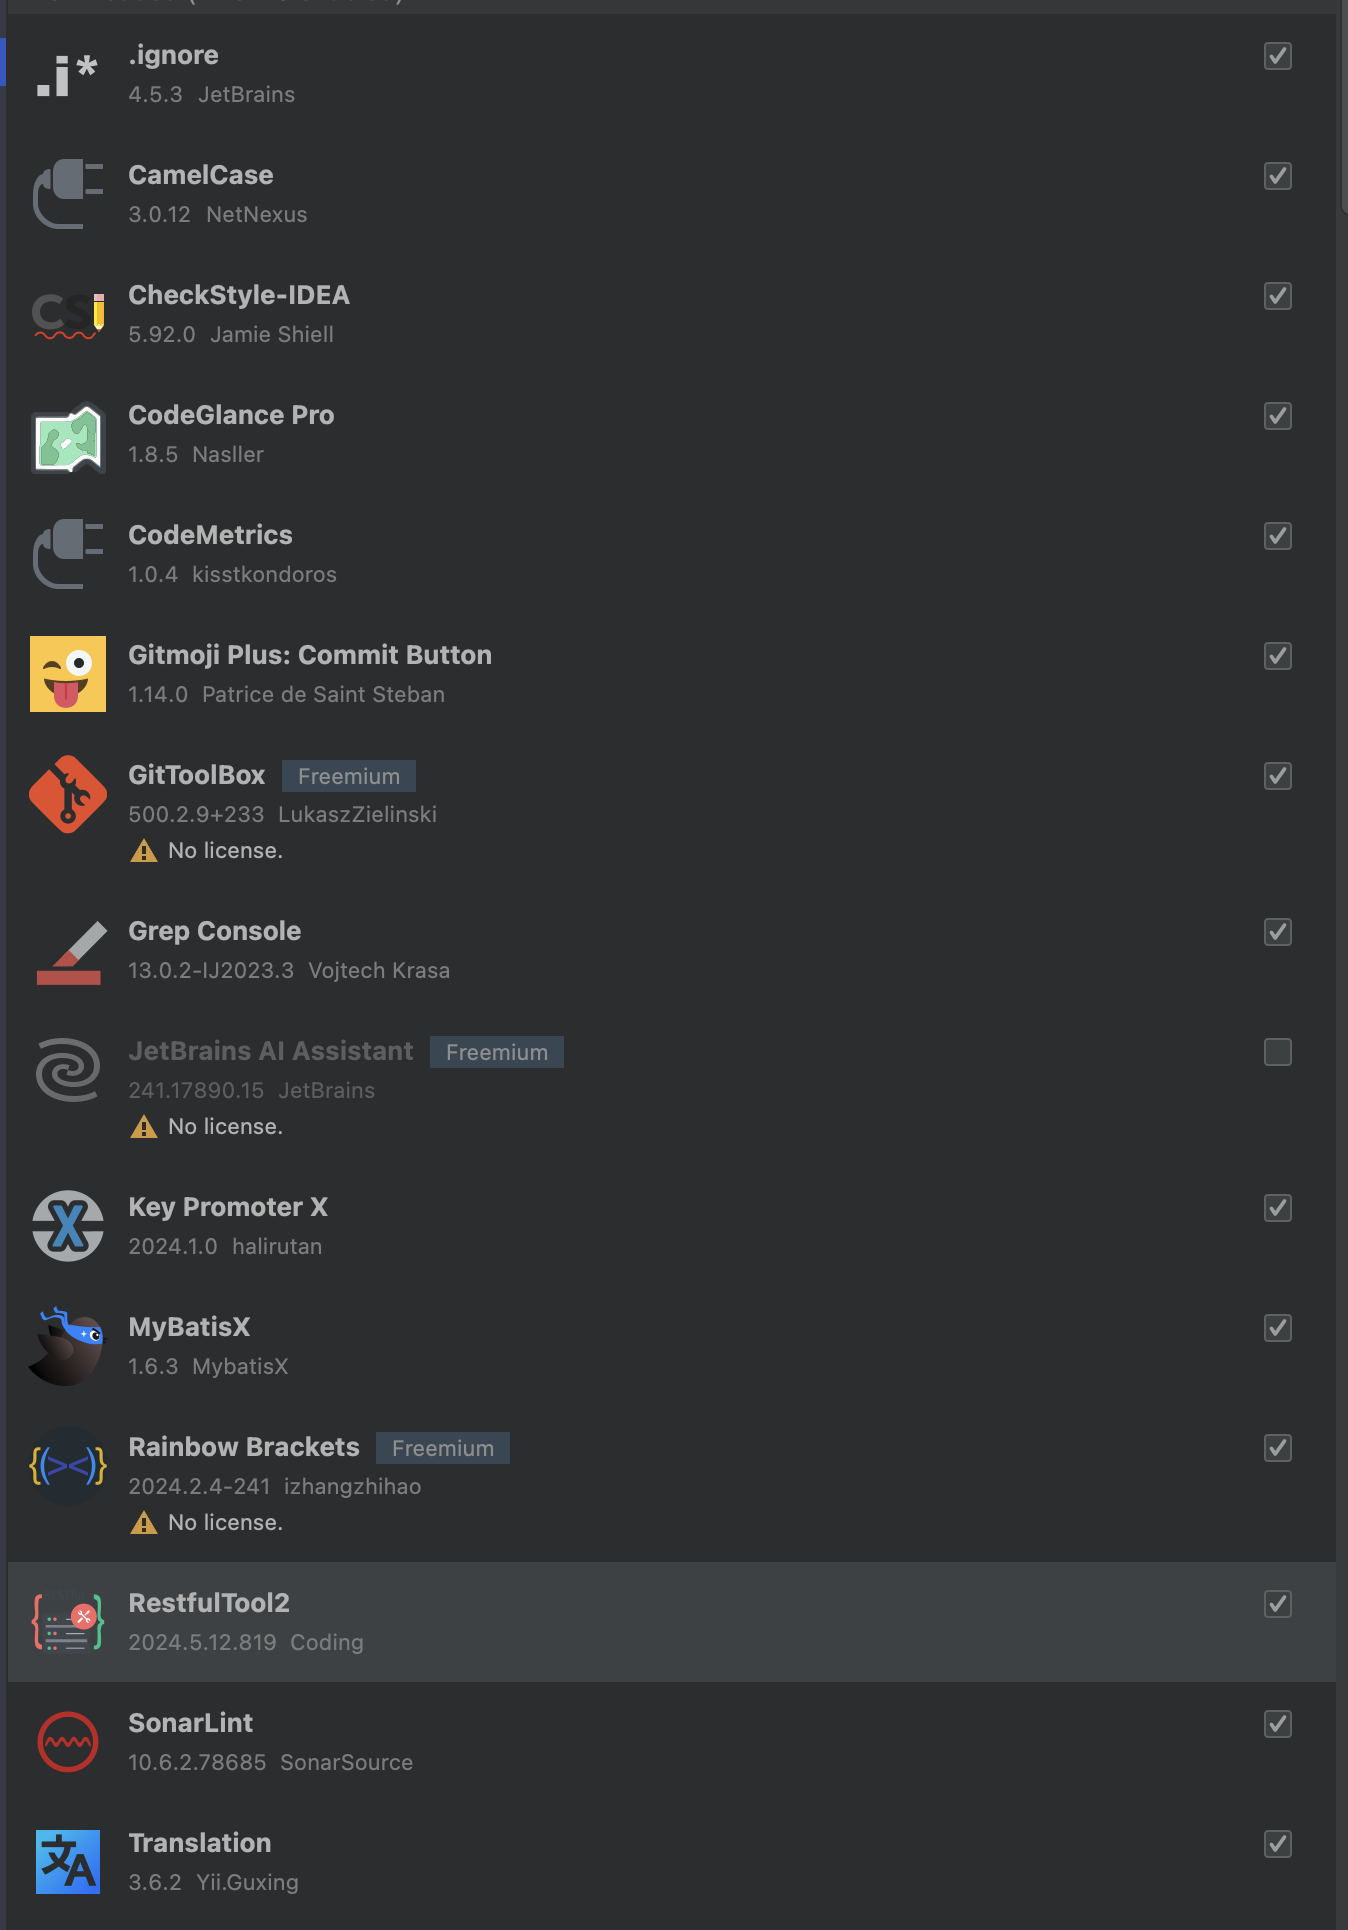 .ignore
4.5.3 JetBrains
CamelCase
3.0.12 NetNexus
CheckStyle-IDEA
5.92.0 Jamie Shiell
CodeGlance Pro
1.8.5 Nasller
CodeMetrics
1.0.4 kisstkondoros
Gitmoji Plus: Commit Button
1.14.0 Patrice de Saint Steban
GitToolBox Freemium
500.2.9+233 LukaszZielinski
No license.
Grep Console
13.0.2-IJ2023.3 Vojtech Krasa
JetBrains AI Assistant Freemium
241.17890.15 JetBrains
No license.
Key Promoter X
2024.1.0 halirutan
MyBatisX
1.6.3 MybatisX
Rainbow Brackets Freemium
2024.2.4-241 izhangzhihao
No license.
RestfulTool2
2024.5.12.819 Coding
SonarLint
10.6.2.78685 SonarSource
Translation
3.6.2 Yii.Guxing